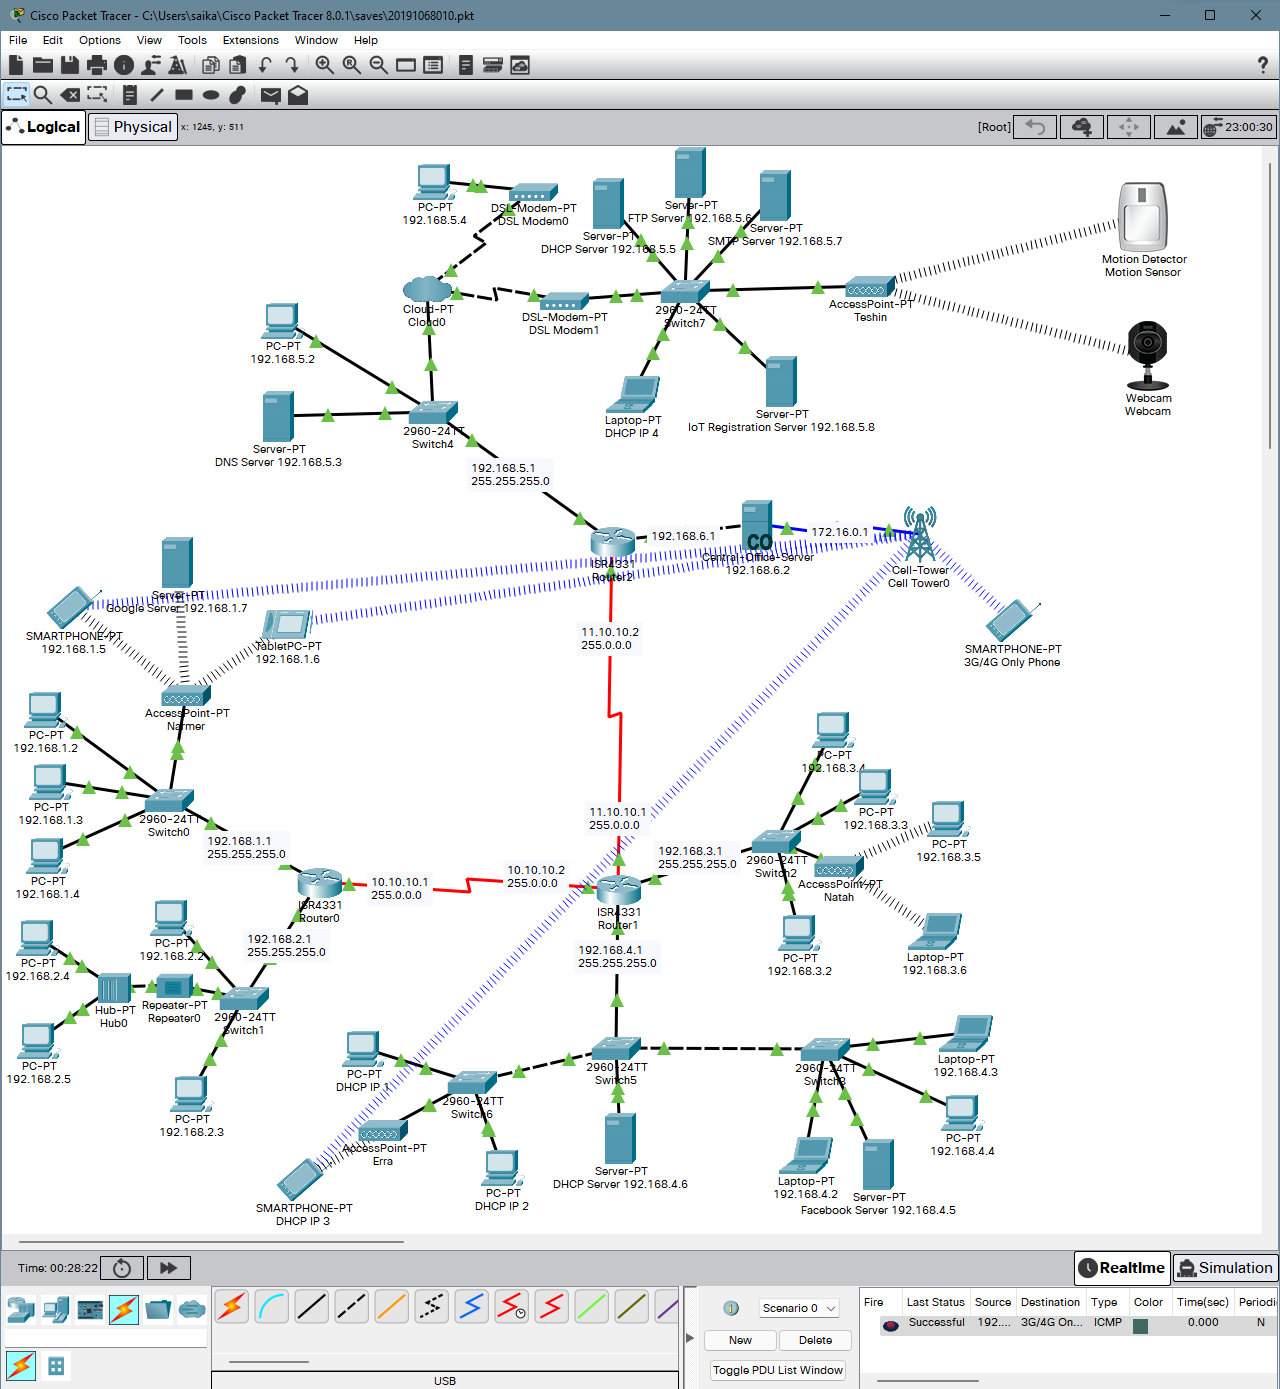 Cisco Packet Tracer - C:\Users\saika\Cisco Packet Tracer 8.0.1\saves\20191068010.pkt
File Edit Options View Tools Extensions Window Help
Logical Physical x: 1245, y: 511 [Root] 23:00:30
PC-PT
192.168.5.4
DSL-Modem-PT
DSL Modem0
Server-PT
DHCP Server 192.168.5.5
Server-PT
FTP Server 192.168.5.6
Server-PT
SMTP Server 192.168.5.7
Motion Detector
Motion Sensor
Cloud-PT
Cloud0
DSL-Modem-PT
DSL Modem1
2960-24TT
Switch7
AccessPoint-PT
Teshin
PC-PT
192.168.5.2
Webcam
Webcam
Laptop-PT
DHCP IP 4
Server-PT
IoT Registration Server 192.168.5.8
2960-24TT
Switch4
Server-PT
DNS Server 192.168.5.3
192.168.5.1
255.255.255.0
ISR4331
Router2
192.168.6.1
CO
Central-Office-Server
192.168.6.2
172.16.0.1
Cell-Tower
Cell Tower0
Server-PT
Google Server 192.168.1.7
SMARTPHONE-PT
192.168.1.5
TabletPC-PT
192.168.1.6
11.10.10.2
255.0.0.0
SMARTPHONE-PT
3G/4G Only Phone
AccessPoint-PT
Narmer
PC-PT
192.168.1.2
PC-PT
192.168.1.3
2960-24TT
Switch0
PC-PT
192.168.1.4
192.168.1.1
255.255.255.0
11.10.10.1
255.0.0.0
PC-PT
192.168.3.4
PC-PT
192.168.3.3
PC-PT
192.168.3.5
192.168.3.1
255.255.255.0
2960-24TT
Switch2
AccessPoint-PT
Natah
10.10.10.1
255.0.0.0
10.10.10.2
255.0.0.0
ISR4331
Router0
ISR4331
Router1
PC-PT
192.168.3.2
Laptop-PT
192.168.3.6
PC-PT
192.168.2.2
192.168.2.1
255.255.255.0
192.168.4.1
255.255.255.0
PC-PT
192.168.2.4
Hub-PT
Hub0
Repeater-PT
Repeater0
2960-24TT
Switch1
PC-PT
192.168.2.5
PC-PT
192.168.2.3
PC-PT
DHCP IP 1
2960-24TT
Switch6
2960-24TT
Switch5
2960-24TT
Switch3
Laptop-PT
192.168.4.3
PC-PT
192.168.4.4
AccessPoint-PT
Erra
Server-PT
DHCP Server 192.168.4.6
Laptop-PT
192.168.4.2
Server-PT
Facebook Server 192.168.4.5
PC-PT
DHCP IP 2
SMARTPHONE-PT
DHCP IP 3
Time: 00:28:22 Realtime Simulation
Scenario 0
New Delete
Toggle PDU List Window
Fire Last Status Source Destination Type Color Time(sec) Periodi
Successful 192.... 3G/4G On... ICMP 0.000 N
USB